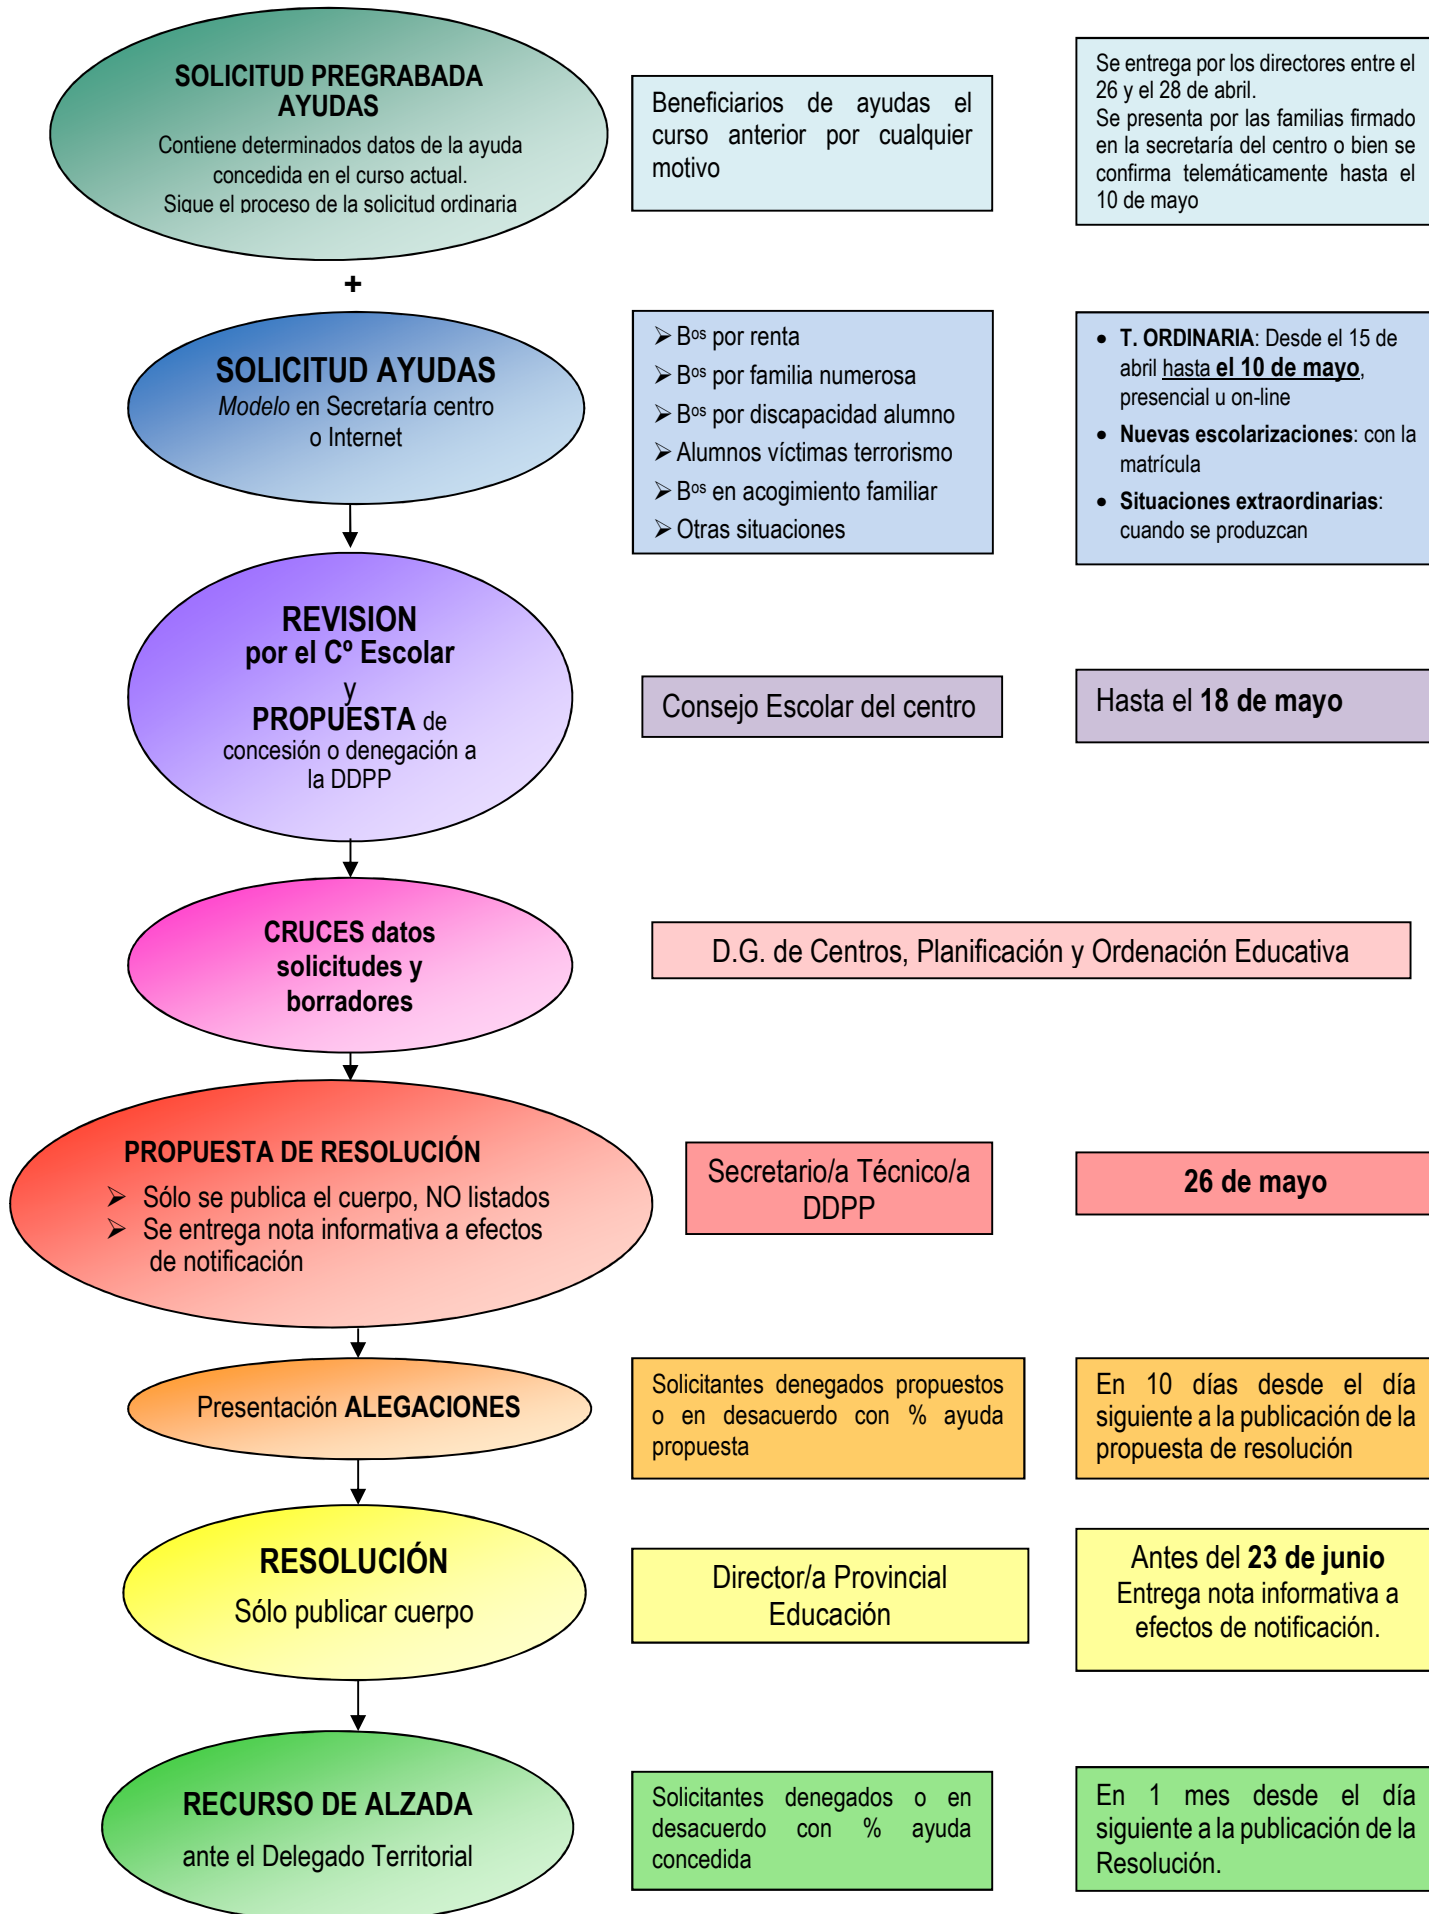 SOLICITUD PREGRABADA
AYUDAS
Contiene determinados datos de la ayuda
concedida en el curso actual.
Sigue el proceso de la solicitud ordinaria
Beneficiarios de ayudas el
curso anterior por cualquier
motivo
Se entrega por los directores entre el
26 y el 28 de abril.
Se presenta por las familias firmado
en la secretaría del centro o bien se
confirma telemáticamente hasta el
10 de mayo
+
SOLICITUD AYUDAS
Modelo en Secretaría centro
o Internet
➢ Bos por renta
➢ Bos por familia numerosa
➢ Bos por discapacidad alumno
➢ Alumnos víctimas terrorismo
➢ Bos en acogimiento familiar
➢ Otras situaciones
• T. ORDINARIA: Desde el 15 de
abril hasta el 10 de mayo,
presencial u on-line
• Nuevas escolarizaciones: con la
matrícula
• Situaciones extraordinarias:
cuando se produzcan
REVISION
por el Cº Escolar
y
PROPUESTA de
concesión o denegación a
la DDPP
Consejo Escolar del centro
Hasta el 18 de mayo
CRUCES datos
solicitudes y
borradores
D.G. de Centros, Planificación y Ordenación Educativa
PROPUESTA DE RESOLUCIÓN
➢ Sólo se publica el cuerpo, NO listados
➢ Se entrega nota informativa a efectos
de notificación
Secretario/a Técnico/a
DDPP
26 de mayo
Presentación ALEGACIONES
Solicitantes denegados propuestos
o en desacuerdo con % ayuda
propuesta
En 10 días desde el día
siguiente a la publicación de la
propuesta de resolución
RESOLUCIÓN
Sólo publicar cuerpo
Director/a Provincial
Educación
Antes del 23 de junio
Entrega nota informativa a
efectos de notificación.
RECURSO DE ALZADA
ante el Delegado Territorial
Solicitantes denegados o en
desacuerdo con % ayuda
concedida
En 1 mes desde el día
siguiente a la publicación de la
Resolución.